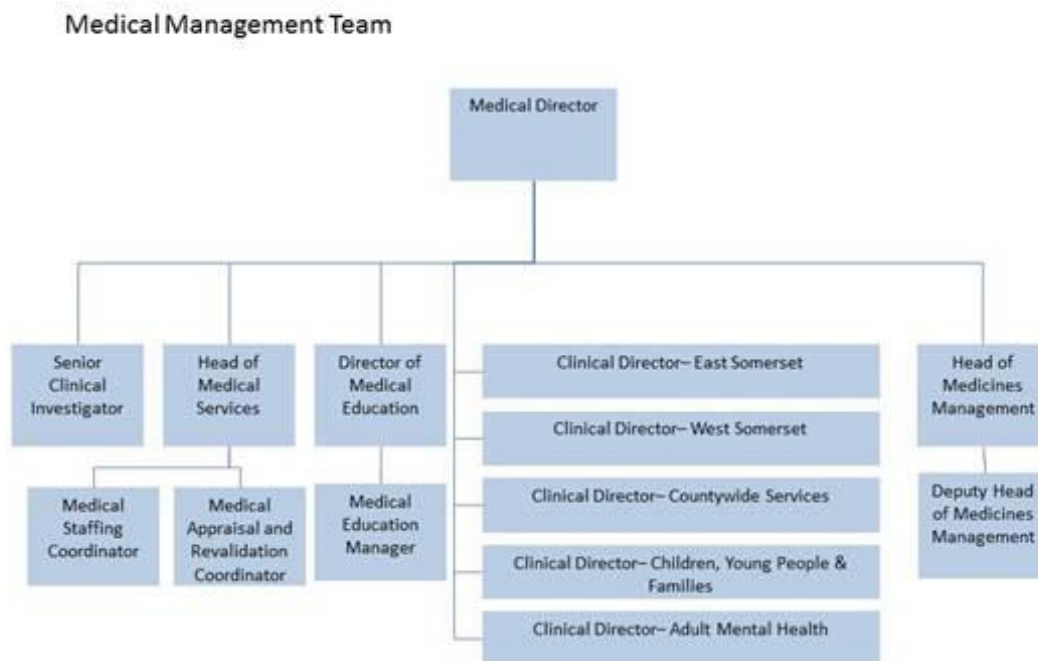 Medical Management Team
Medical Director
Senior
Clinical
Investigator
Head of
Medical
Services
Director of
Medical
Education
Clinical Director– East Somerset
Clinical Director– West Somerset
Clinical Director– Countywide Services
Clinical Director– Children, Young People &
Families
Clinical Director– Adult Mental Health
Head of
Medicines
Management
Medical
Staffing
Coordinator
Medical
Appraisal and
Revalidation
Coordinator
Medical
Education
Manager
Deputy Head
of Medicines
Management